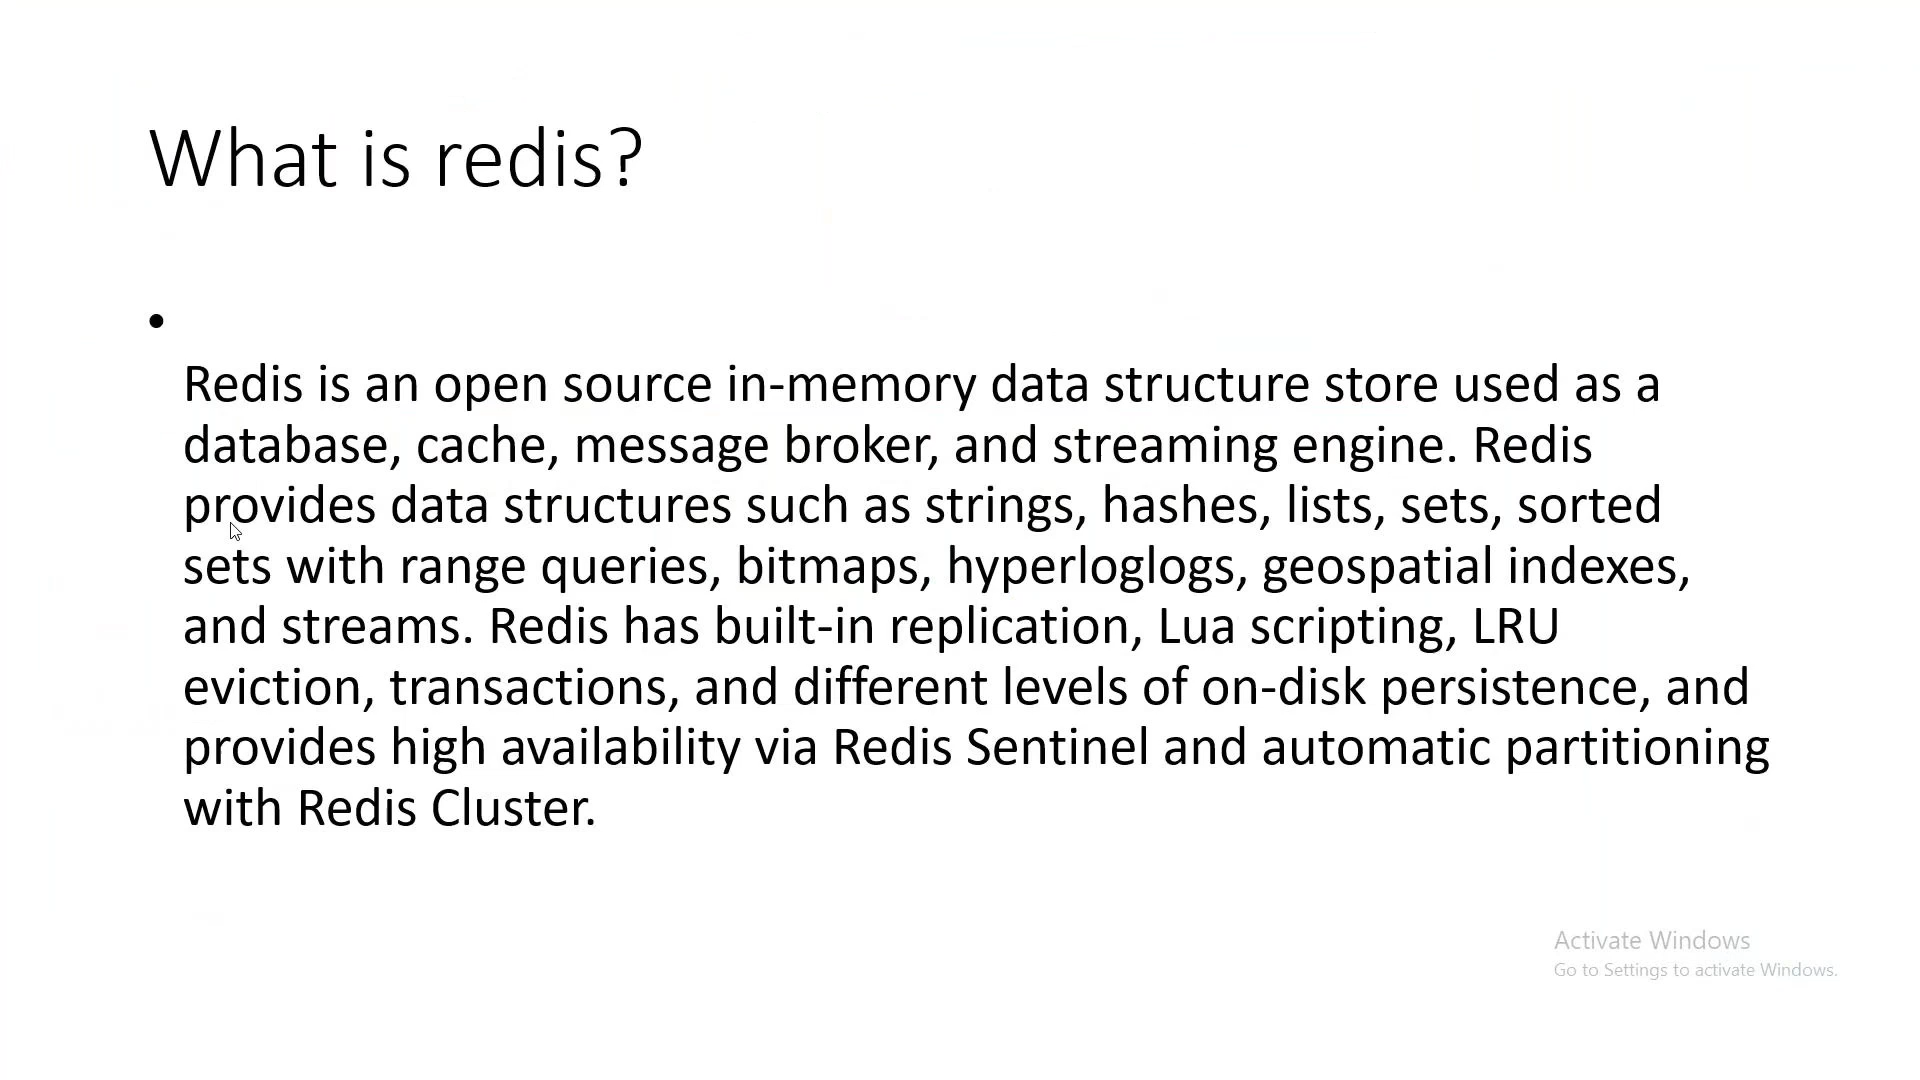 What is redis?
•
Redis is an open source in-memory data structure store used as a
database, cache, message broker, and streaming engine. Redis
provides data structures such as strings, hashes, lists, sets, sorted
sets with range queries, bitmaps, hyperloglogs, geospatial indexes,
and streams. Redis has built-in replication, Lua scripting, LRU
eviction, transactions, and different levels of on-disk persistence, and
provides high availability via Redis Sentinel and automatic partitioning
with Redis Cluster.
Activate Windows
Go to Settings to activate Windows.